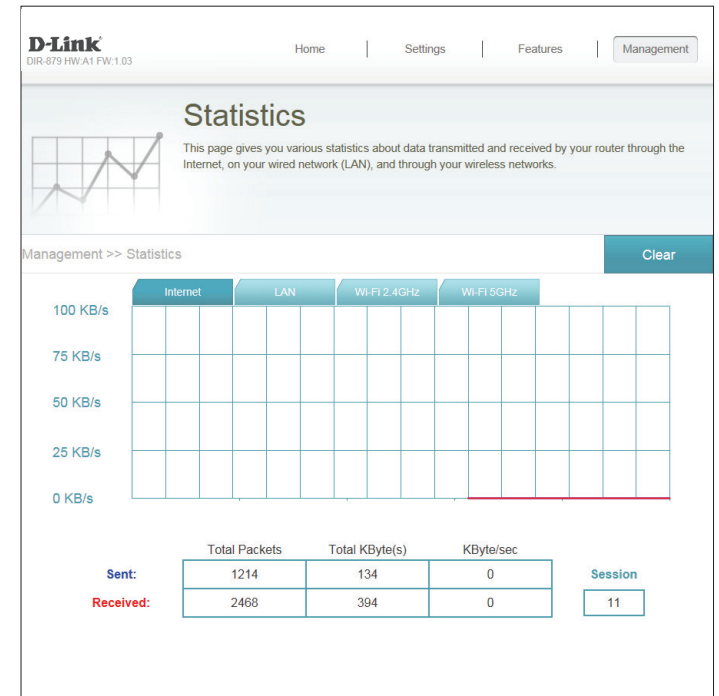 D-Link
DIR-879 HW:A1 FW:1.03
Home Settings Features Management
Statistics
This page gives you various statistics about data transmitted and received by your router through the
Internet, on your wired network (LAN), and through your wireless networks.
Management >> Statistics Clear
Internet LAN Wi-Fi 2.4GHz Wi-Fi 5GHz
100 KB/s
75 KB/s
50 KB/s
25 KB/s
0 KB/s
Total Packets Total KByte(s) KByte/sec
Sent: 1214 134 0 Session
Received: 2468 394 0 11